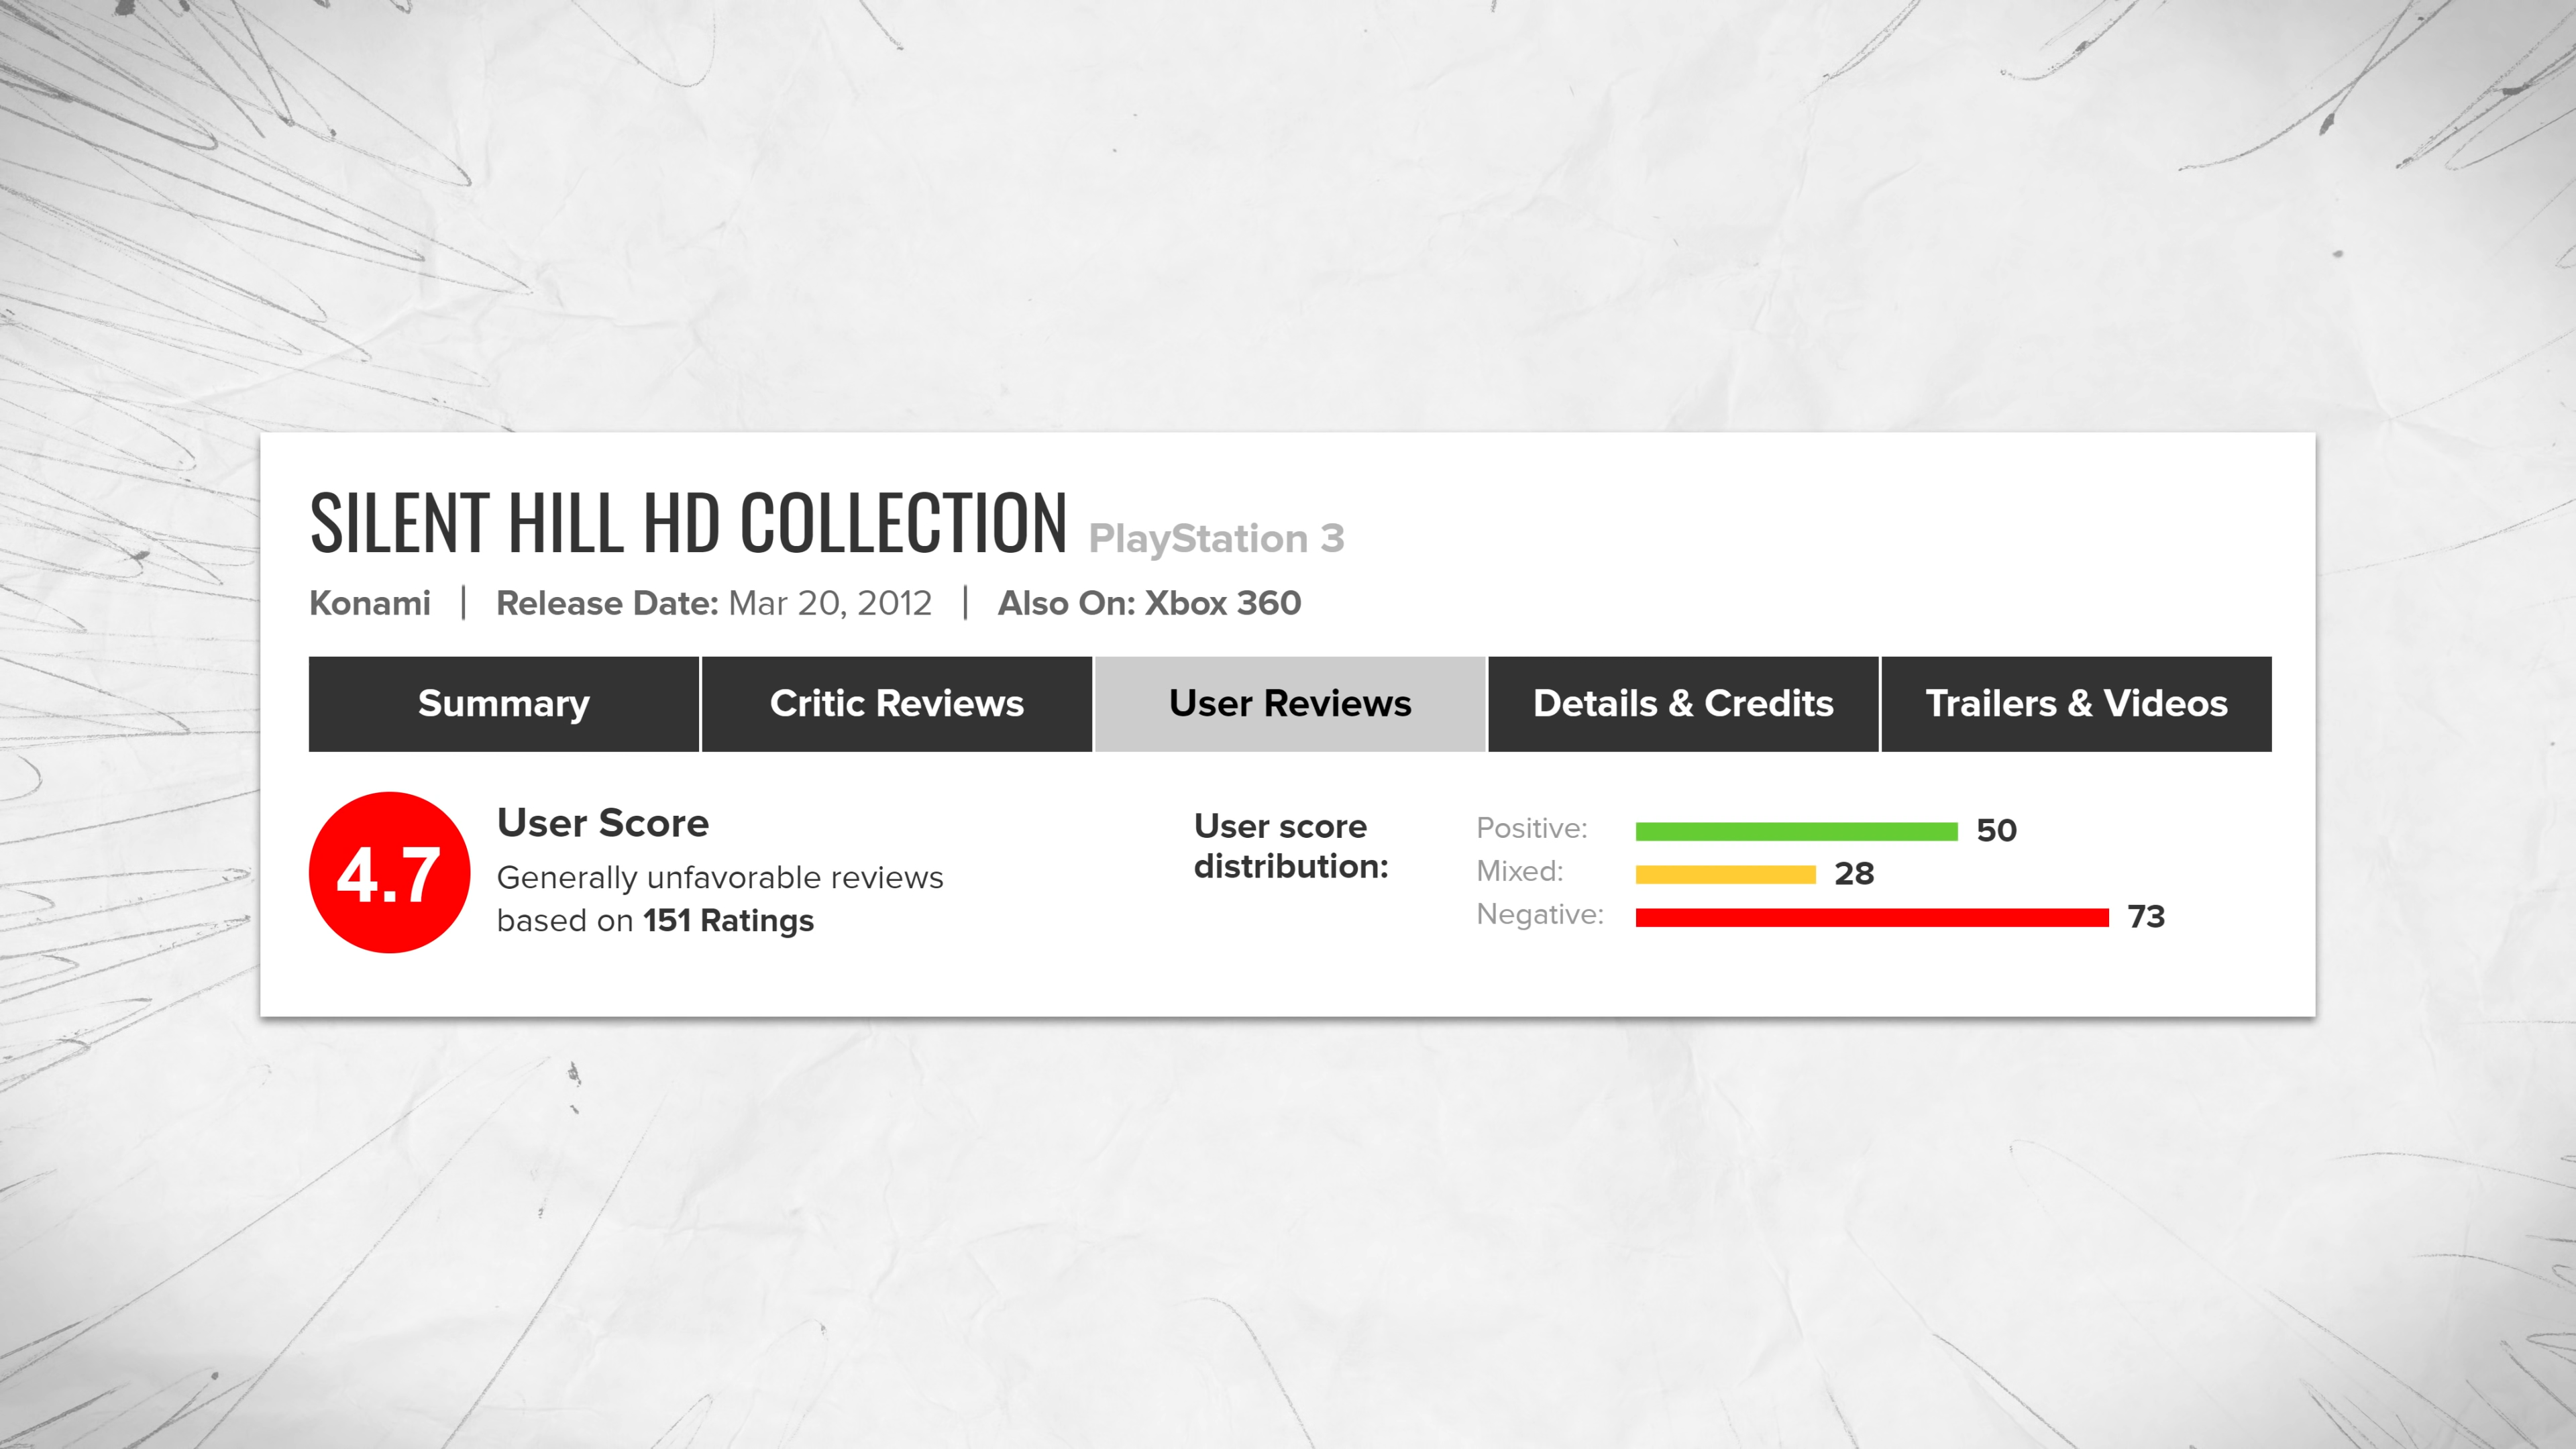 SILENT HILL HD COLLECTION PlayStation 3
Konami | Release Date: Mar 20, 2012 | Also On: Xbox 360
Summary Critic Reviews User Reviews Details & Credits Trailers & Videos
4.7
User Score
Generally unfavorable reviews
based on 151 Ratings
User score
distribution:
Positive: 50
Mixed: 28
Negative: 73